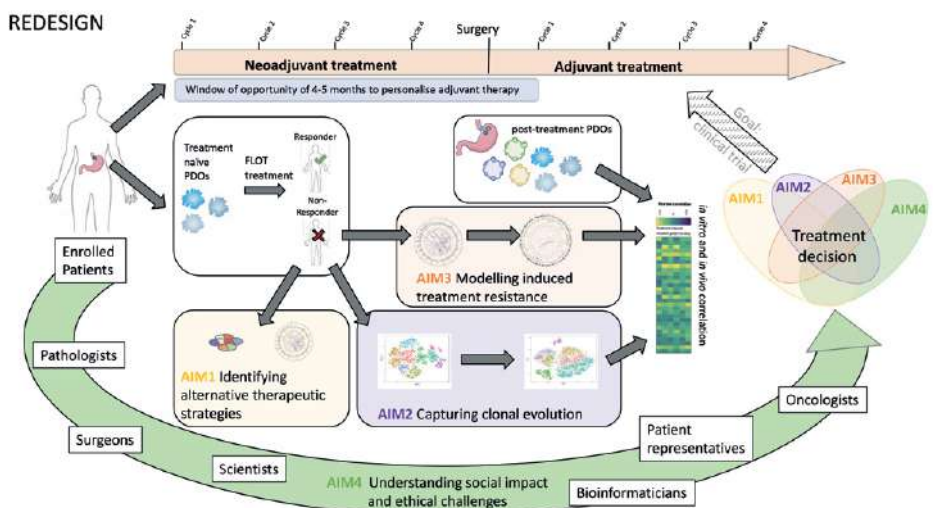 REDESIGN
Cycle 1
Cycle 2
Cycle 3
Cycle 4
Surgery
Cycle 1
Cycle 2
Cycle 3
Cycle 4
Neoadjuvant treatment
Adjuvant treatment
Window of opportunity of 4-5 months to personalise adjuvant therapy
Treatment
naïve
PDOs
FLOT
treatment
Responder
Non-
Responder
post-treatment PDOs
Goal:
clinical trial
AIM1
AIM2
AIM3
AIM4
Treatment
decision
in vitro and in vivo correlation
AIM3 Modelling induced
treatment resistance
AIM1 Identifying
alternative therapeutic
strategies
AIM2 Capturing clonal evolution
Enrolled
Patients
Pathologists
Surgeons
Scientists
AIM4 Understanding social impact
and ethical challenges
Bioinformaticians
Patient
representatives
Oncologists